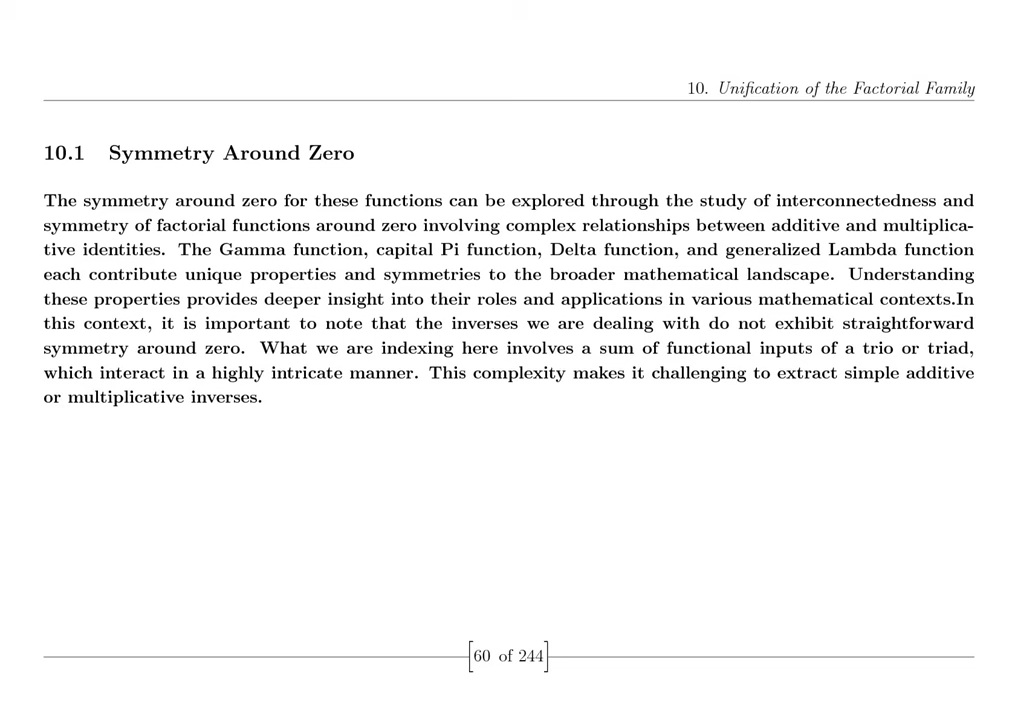 10. Unification of the Factorial Family
10.1 Symmetry Around Zero
The symmetry around zero for these functions can be explored through the study of interconnectedness and
symmetry of factorial functions around zero involving complex relationships between additive and multiplica-
tive identities. The Gamma function, capital Pi function, Delta function, and generalized Lambda function
each contribute unique properties and symmetries to the broader mathematical landscape. Understanding
these properties provides deeper insight into their roles and applications in various mathematical contexts.In
this context, it is important to note that the inverses we are dealing with do not exhibit straightforward
symmetry around zero. What we are indexing here involves a sum of functional inputs of a trio or triad,
which interact in a highly intricate manner. This complexity makes it challenging to extract simple additive
or multiplicative inverses.
[60 of 244]